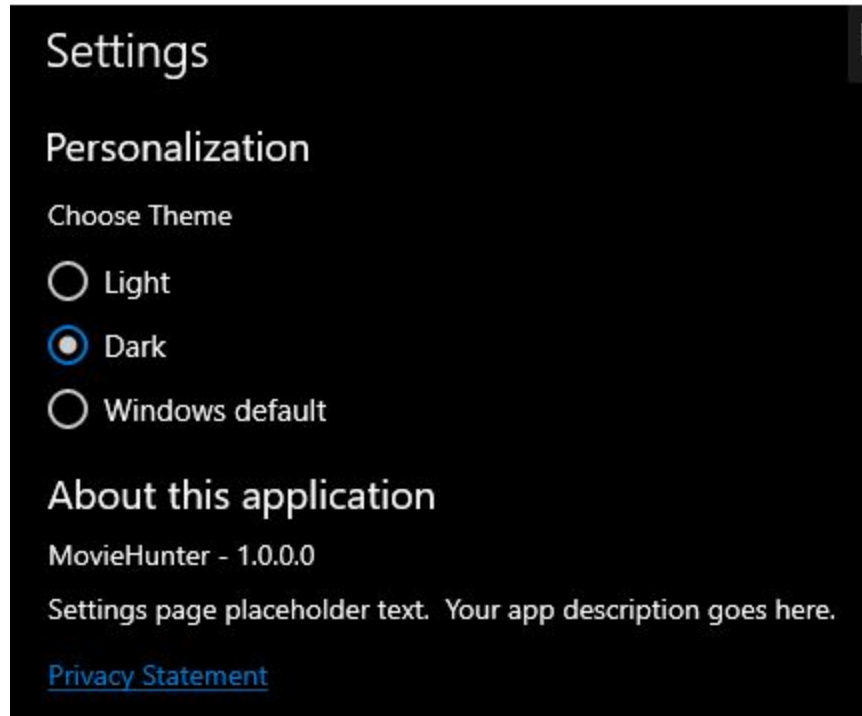 Settings
Personalization
Choose Theme
Light
Dark
Windows default
About this application
MovieHunter - 1.0.0.0
Settings page placeholder text.  Your app description goes here.
Privacy Statement